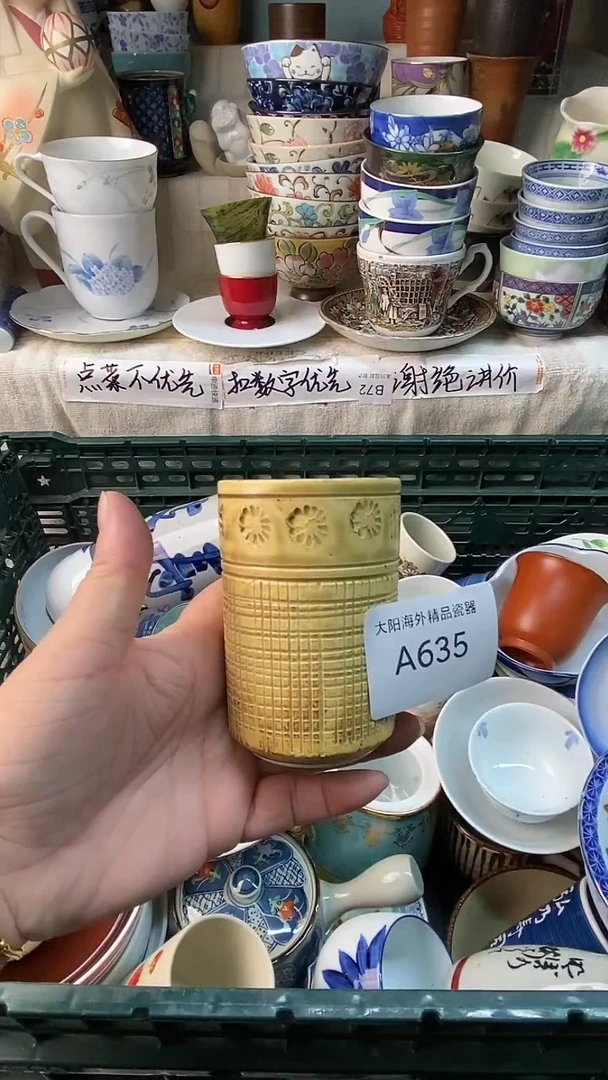 点菜不优先
扣数字优先
B72
谢绝讲价
大阳海外精品瓷器
A635